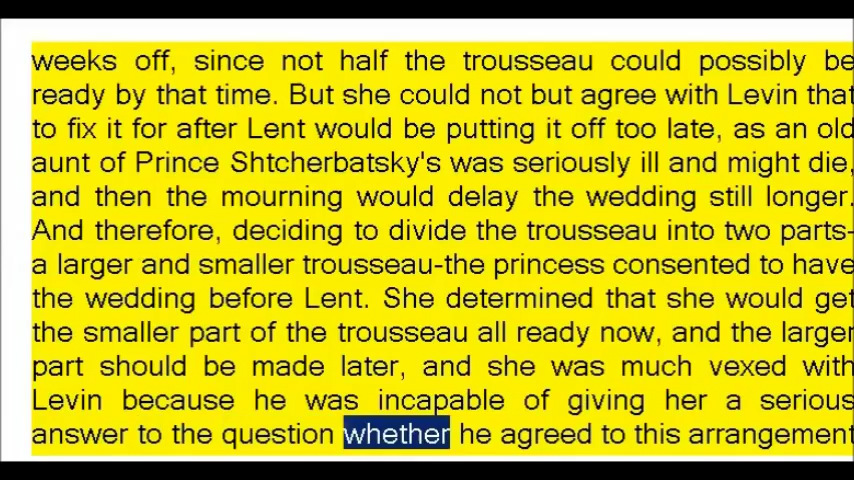 weeks off, since not half the trousseau could possibly be
ready by that time. But she could not but agree with Levin that
to fix it for after Lent would be putting it off too late, as an old
aunt of Prince Shtcherbatsky's was seriously ill and might die,
and then the mourning would delay the wedding still longer.
And therefore, deciding to divide the trousseau into two parts-
a larger and smaller trousseau-the princess consented to have
the wedding before Lent. She determined that she would get
the smaller part of the trousseau all ready now, and the larger
part should be made later, and she was much vexed with
Levin because he was incapable of giving her a serious
answer to the question whether he agreed to this arrangement